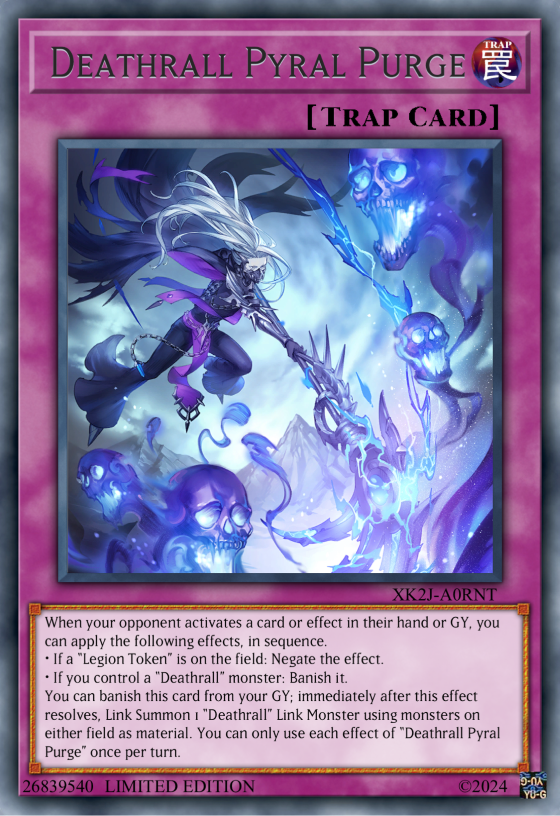 DEATHRALL PYRAL PURGE
TRAP
罠
[TRAP CARD]
XK2J-A0RNT
When your opponent activates a card or effect in their hand or GY, you
can apply the following effects, in sequence.
• If a "Legion Token" is on the field: Negate the effect.
• If you control a "Deathrall" monster: Banish it.
You can banish this card from your GY; immediately after this effect
resolves, Link Summon 1 "Deathrall" Link Monster using monsters on
either field as material. You can only use each effect of "Deathrall Pyral
Purge" once per turn.
26839540 LIMITED EDITION
©2024
YU-G
YU-G